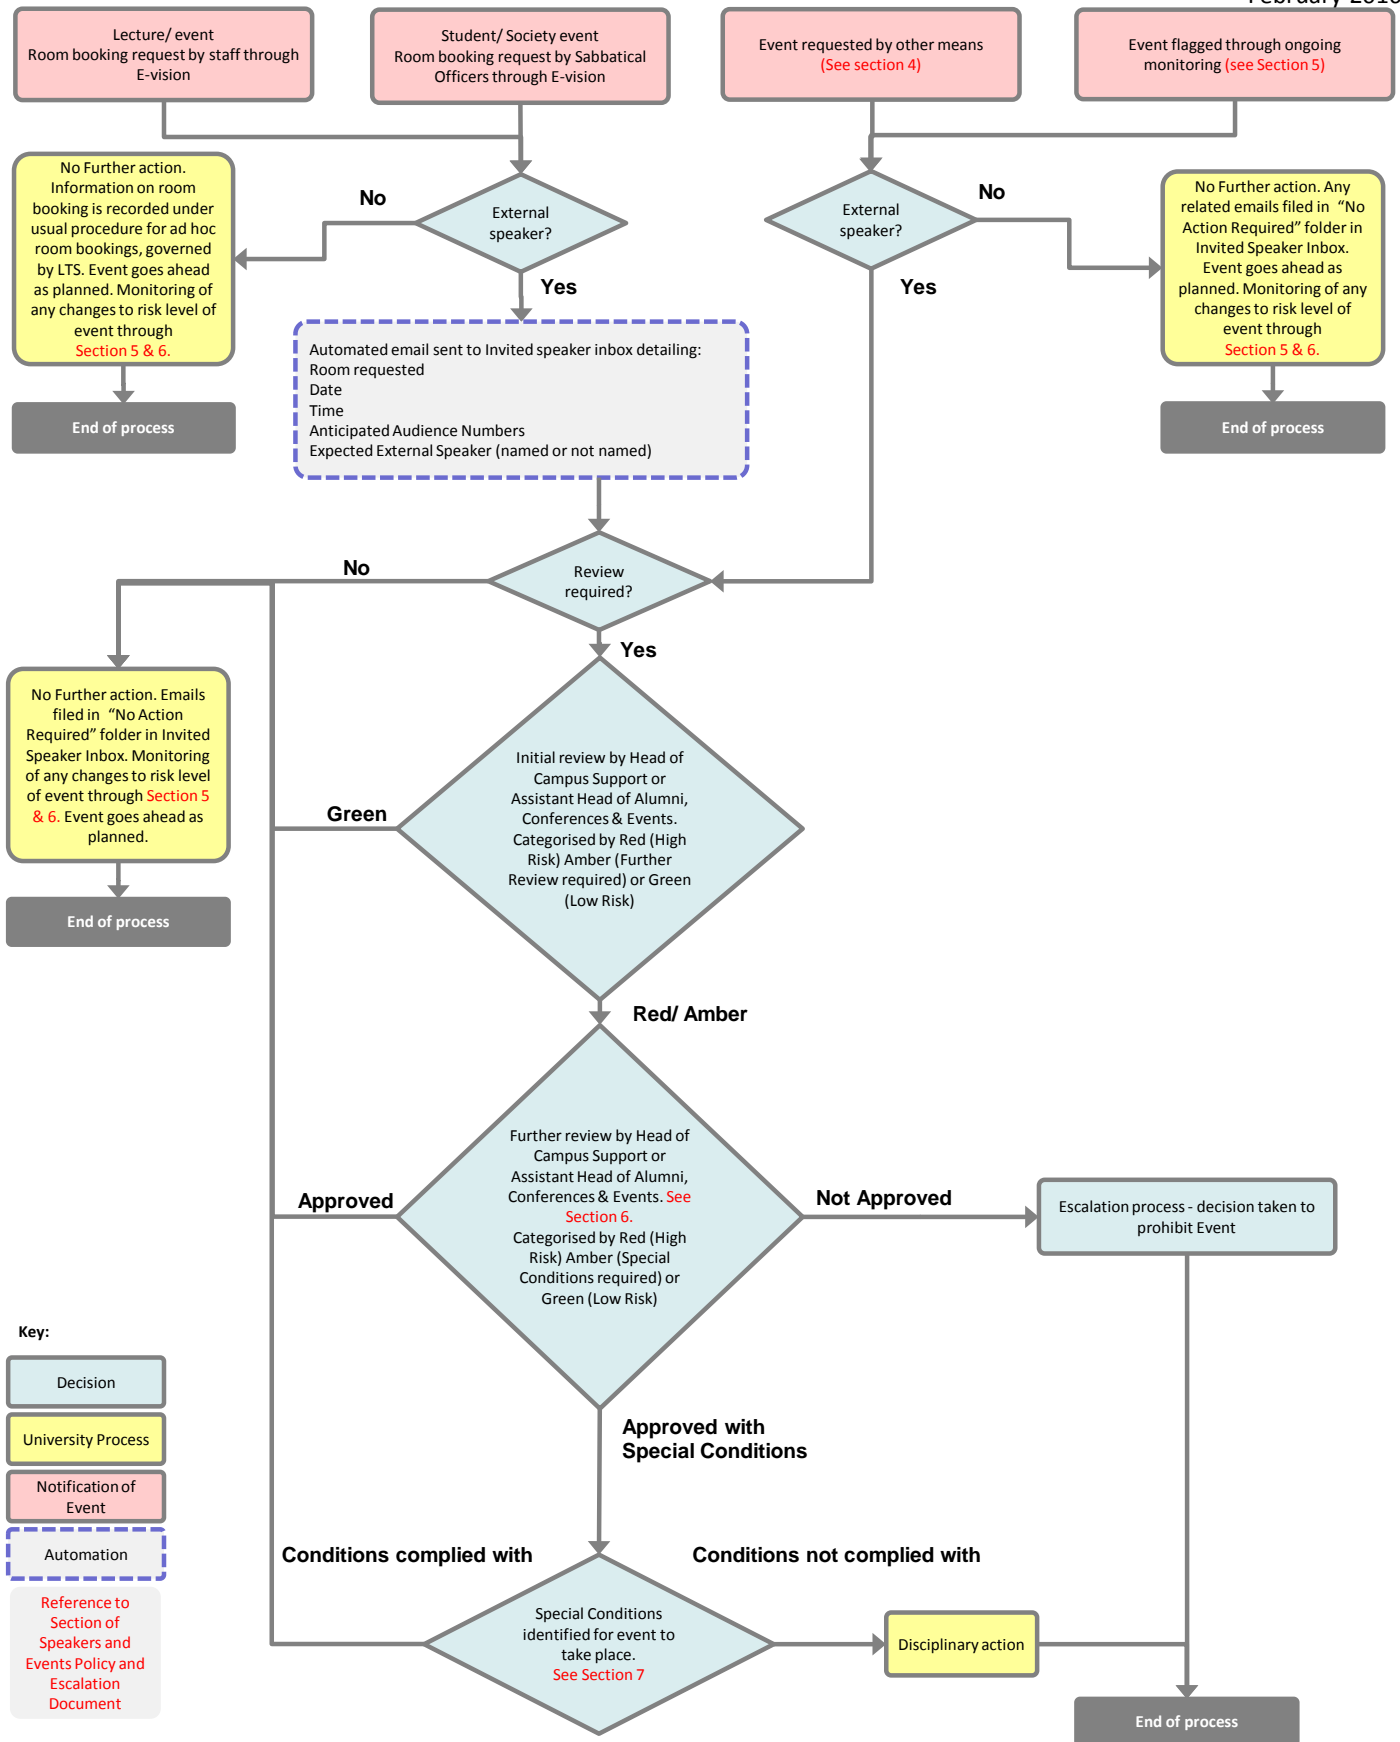 February 2016
Lecture/ event
Room booking request by staff through
E-vision
Student/ Society event
Room booking request by Sabbatical
Officers through E-vision
Event requested by other means
(See section 4)
Event flagged through ongoing
monitoring (see Section 5)
No Further action.
Information on room
booking is recorded under
usual procedure for ad hoc
room bookings, governed
by LTS. Event goes ahead
as planned. Monitoring of
any changes to risk level of
event through
Section 5 & 6.
No
External
speaker?
Yes
External
speaker?
No
Yes
No Further action. Any
related emails filed in “No
Action Required” folder in
Invited Speaker Inbox.
Event goes ahead as
planned. Monitoring of any
changes to risk level of
event through
Section 5 & 6.
End of process
Automated email sent to Invited speaker inbox detailing:
Room requested
Date
Time
Anticipated Audience Numbers
Expected External Speaker (named or not named)
End of process
No
Review
required?
Yes
No Further action. Emails
filed in “No Action
Required” folder in Invited
Speaker Inbox. Monitoring
of any changes to risk level
of event through Section 5
& 6. Event goes ahead as
planned.
End of process
Green
Initial review by Head of
Campus Support or
Assistant Head of Alumni,
Conferences & Events.
Categorised by Red (High
Risk) Amber (Further
Review required) or Green
(Low Risk)
Red/ Amber
Approved
Further review by Head of
Campus Support or
Assistant Head of Alumni,
Conferences & Events. See
Section 6.
Categorised by Red (High
Risk) Amber (Special
Conditions required) or
Green (Low Risk)
Not Approved
Escalation process - decision taken to
prohibit Event
Approved with
Special Conditions
Key:
Decision
University Process
Notification of
Event
Automation
Reference to
Section of
Speakers and
Events Policy and
Escalation
Document
Conditions complied with
Conditions not complied with
Special Conditions
identified for event to
take place.
See Section 7
Disciplinary action
End of process